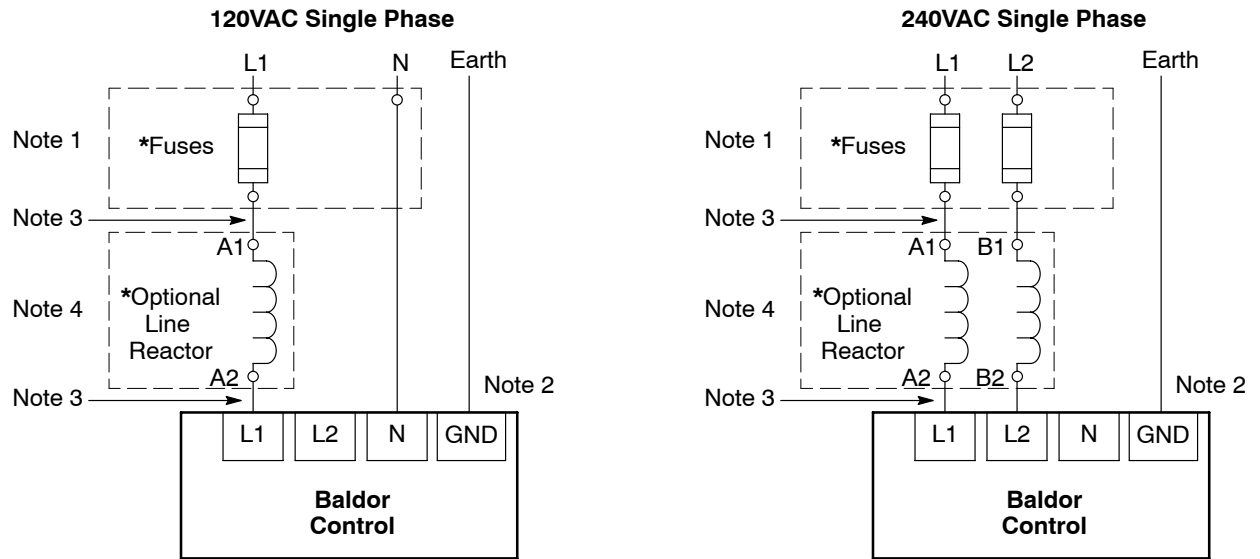 120VAC Single Phase
L1 N Earth
Note 1
*Fuses
Note 3
A1
Note 4
*Optional
Line
Reactor
A2
Note 2
Note 3
L1 L2 N GND
Baldor
Control
240VAC Single Phase
L1 L2 Earth
Note 1
*Fuses
Note 3
A1 B1
Note 4
*Optional
Line
Reactor
A2 B2
Note 2
Note 3
L1 L2 N GND
Baldor
Control